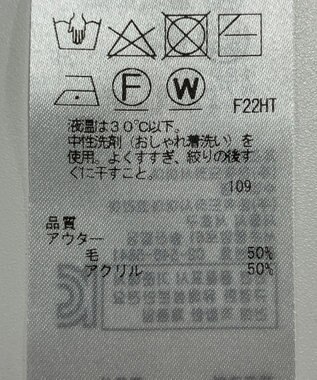 F
W
F22HT
液温は30℃以下。
中性洗剤(おしゃれ着洗い)を
使用。よくすすぎ、絞りの後す
ぐに干すこと。
109
品質
アウター
毛 50%
アクリル 50%